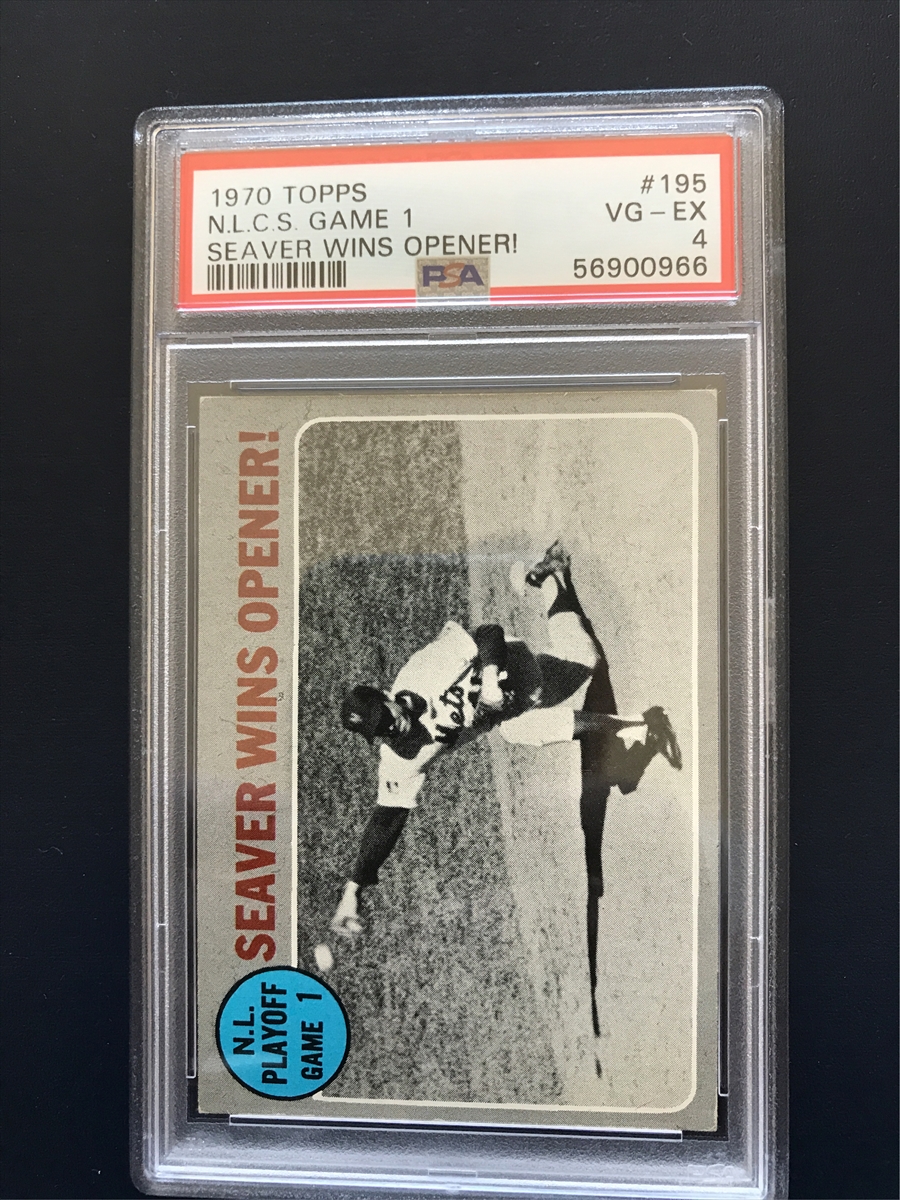 1970 TOPPS
N.L.C.S. GAME 1
SEAVER WINS OPENER!
#195
VG - EX
4
56900966
PSA
SEAVER WINS OPENER!
N.L.
PLAYOFF
GAME 1
Mets